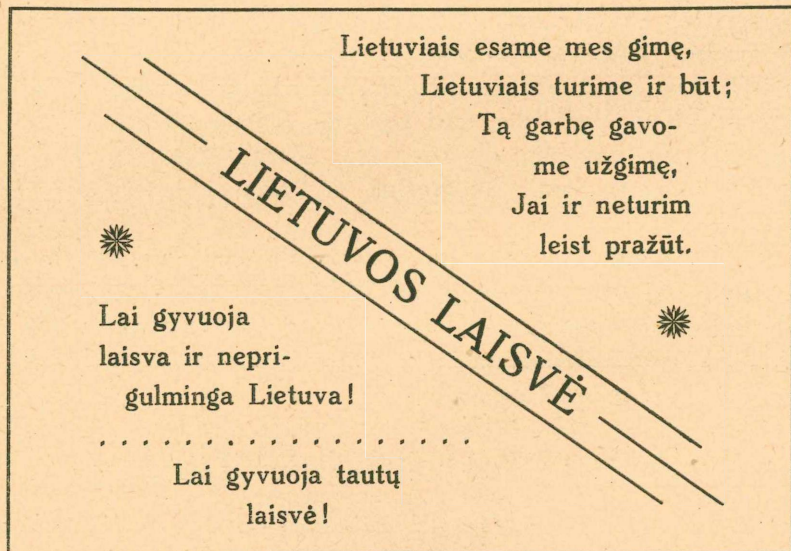 Lietuviais esame mes gimę,
Lietuviais turime ir būt;
Tą garbę gavo-
me užgimę,
Jai ir neturim
leist pražūt.
LIETUVOS LAISVĖ
Lai gyvuoja
laisva ir nepri-
gulminga Lietuva!
. . . . . . . . . . . . . . . . . .
Lai gyvuoja tautų
laisvė!